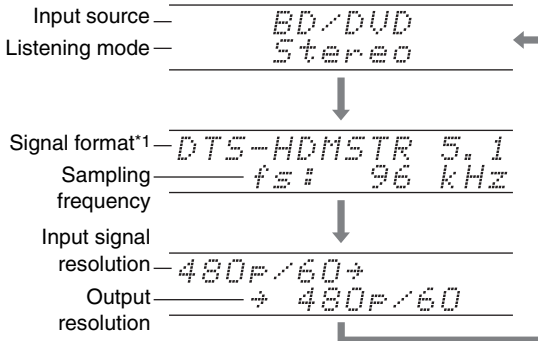 Input source
BD/DVD
Listening mode
Stereo
Signal format*1
DTS-HDMSTR 5.1
Sampling
frequency
fs: 96 kHz
Input signal
resolution
480p/60→
Output
resolution
→ 480p/60